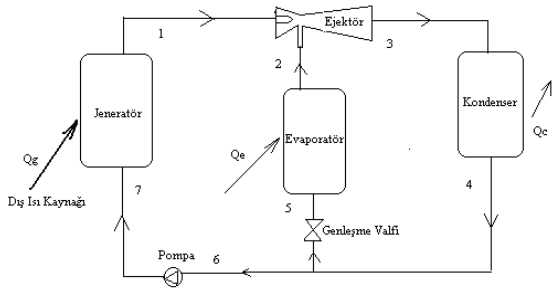 1
Ejektör
3
2
Jeneratör
Kondenser
Evaporatör
Qg
Qe
Qc
Dış Isı Kaynağı
7
5
4
Genleşme Valfi
Pompa
6